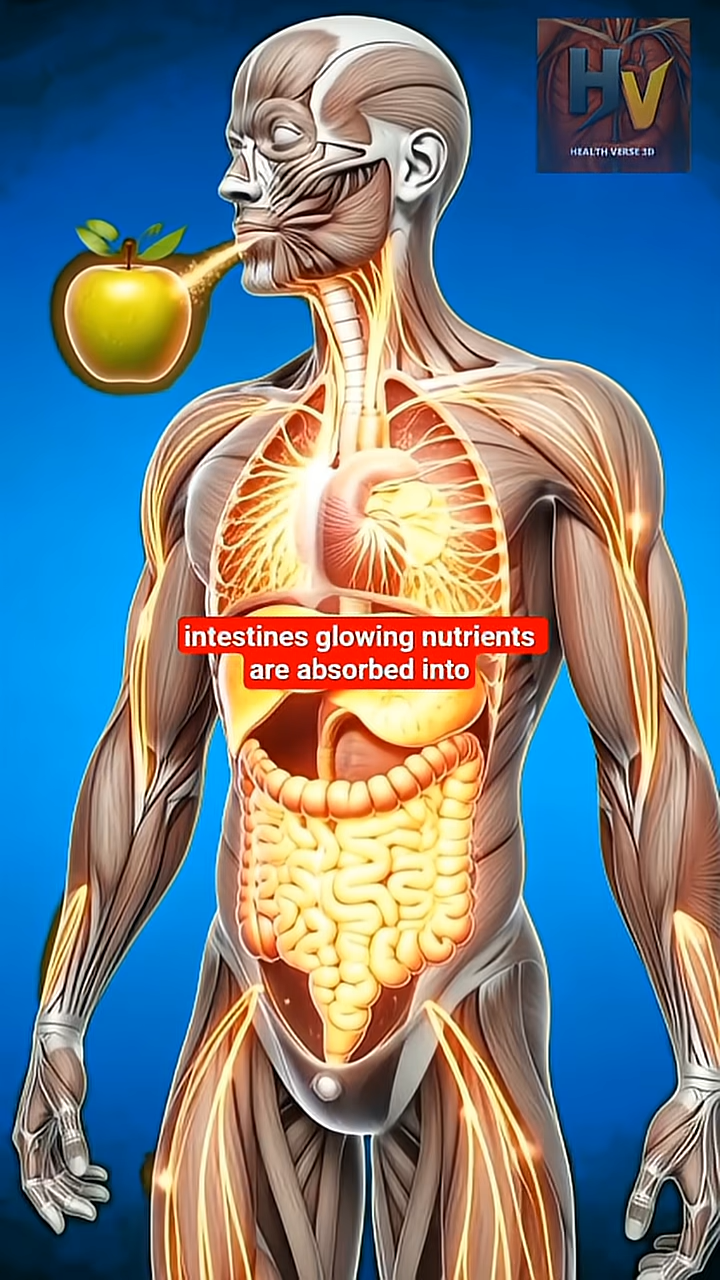 HV
HEALTH VERSE 3D
intestines glowing nutrients
are absorbed into